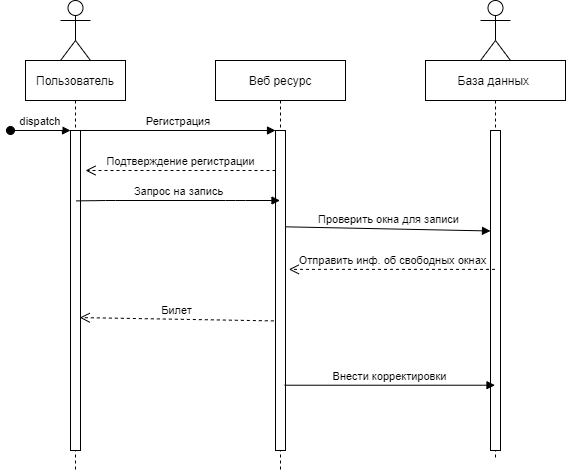 Пользователь
Веб ресурс
База данных
dispatch
Регистрация
Подтверждение регистрации
Запрос на запись
Проверить окна для записи
Отправить инф. об свободных окнах
Билет
Внести корректировки